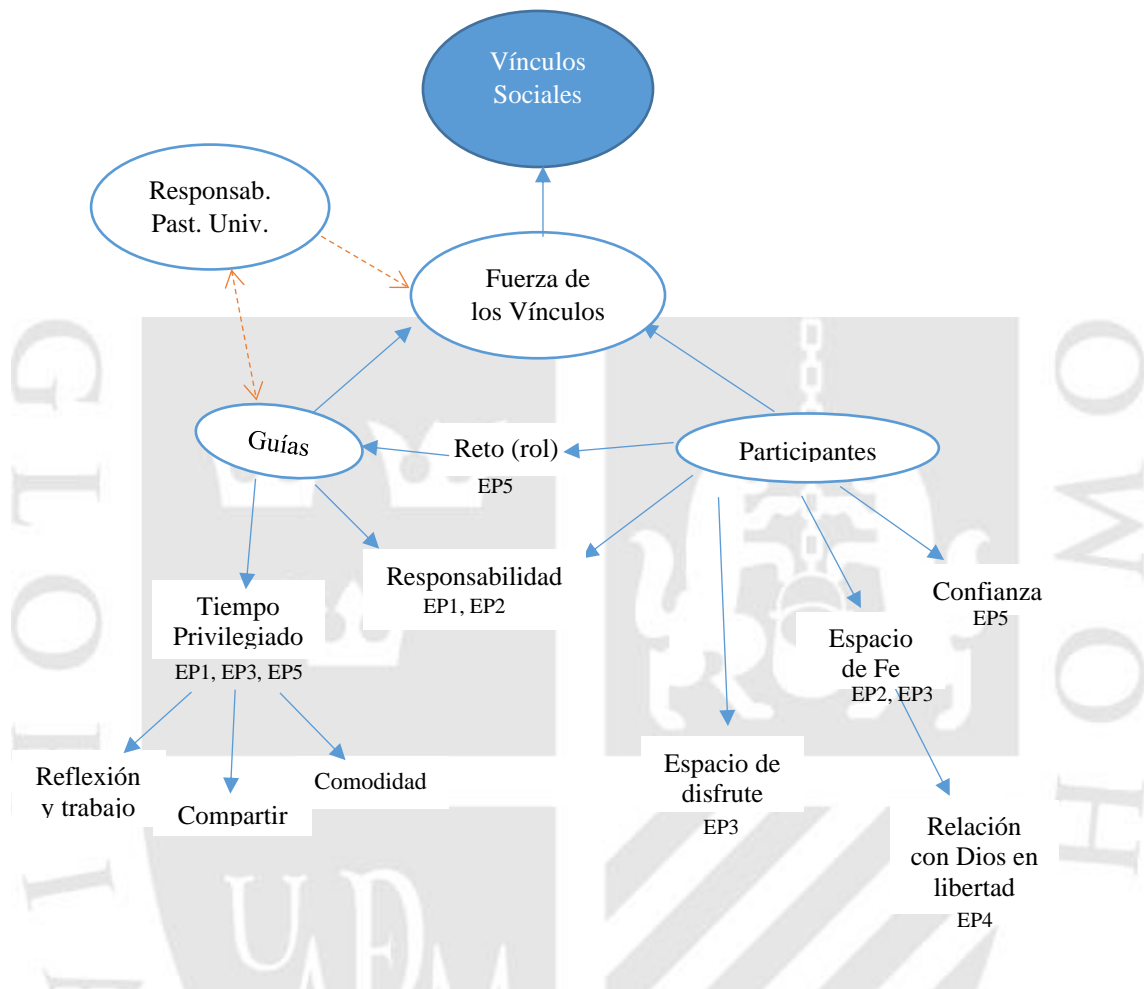 Vínculos
Sociales
Responsab.
Past. Univ.
Fuerza de
los Vínculos
Guías
Reto (rol)
EP5
Participantes
Responsabilidad
EP1, EP2
Tiempo
Privilegiado
EP1, EP3, EP5
Confianza
EP5
Espacio
de Fe
EP2, EP3
Reflexión
y trabajo
Compartir
Comodidad
Espacio de
disfrute
EP3
Relación
con Dios en
libertad
EP4